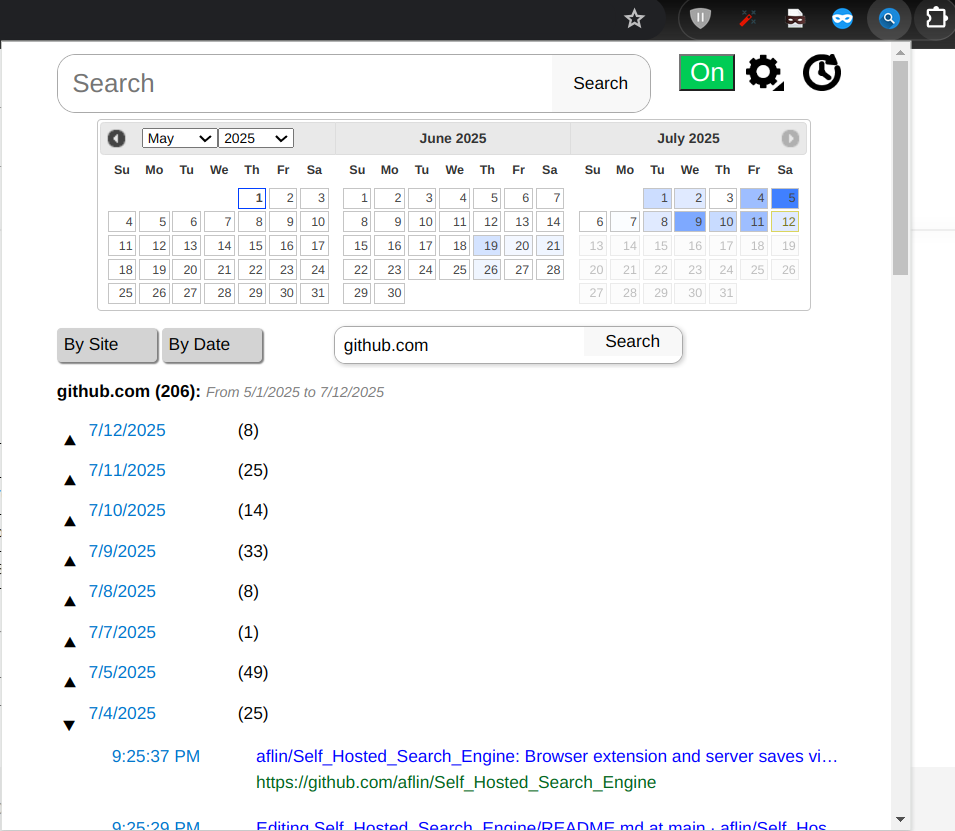 Search Search On
May 2025 June 2025 July 2025
Su Mo Tu We Th Fr Sa Su Mo Tu We Th Fr Sa Su Mo Tu We Th Fr Sa
1 2 3 1 2 3 4 5 6 7 1 2 3 4 5
4 5 6 7 8 9 10 8 9 10 11 12 13 14 6 7 8 9 10 11 12
11 12 13 14 15 16 17 15 16 17 18 19 20 21 13 14 15 16 17 18 19
18 19 20 21 22 23 24 22 23 24 25 26 27 28 20 21 22 23 24 25 26
25 26 27 28 29 30 31 29 30 27 28 29 30 31
By Site By Date github.com Search
github.com (206): From 5/1/2025 to 7/12/2025
7/12/2025 (8)
7/11/2025 (25)
7/10/2025 (14)
7/9/2025 (33)
7/8/2025 (8)
7/7/2025 (1)
7/5/2025 (49)
7/4/2025 (25)
9:25:37 PM aflin/Self_Hosted_Search_Engine: Browser extension and server saves vi…
https://github.com/aflin/Self_Hosted_Search_Engine
9:25:29 PM Editing Self_Hosted_Search_Engine/README.md at main · aflin/Self_Hos…